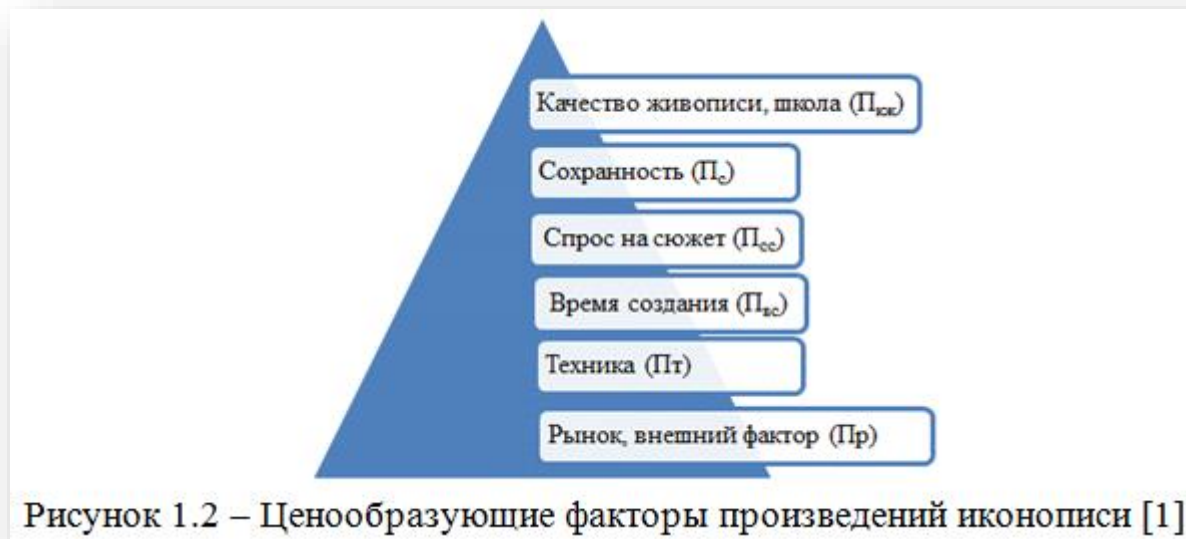 Качество живописи, школа (Пкж)
Сохранность (Пс)
Спрос на сюжет (Псс)
Время создания (Пвс)
Техника (Пт)
Рынок, внешний фактор (Пр)
Рисунок 1.2 – Ценообразующие факторы произведений иконописи [1]